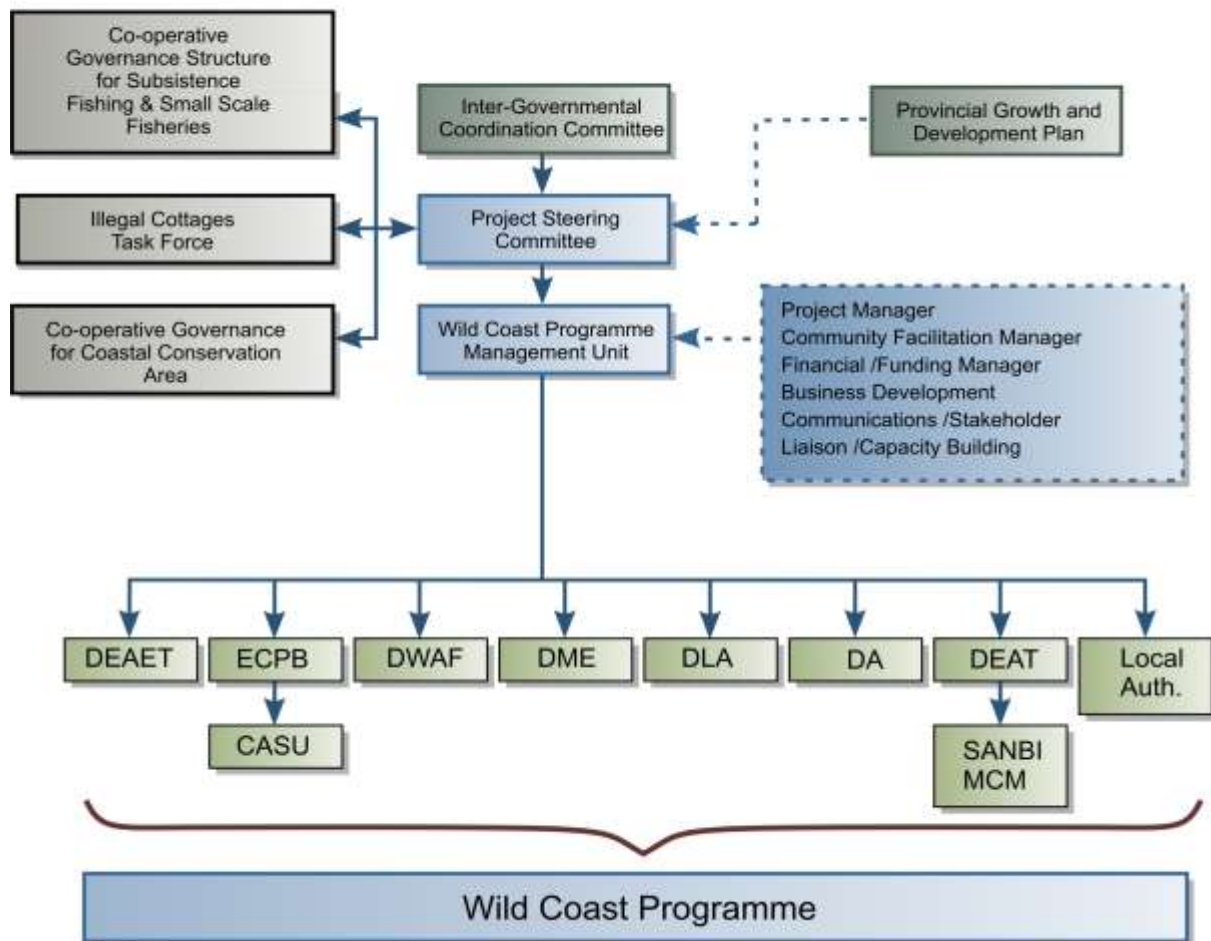 Co-operative
Governance Structure
for Subsistence
Fishing & Small Scale
Fisheries
Inter-Governmental
Coordination Committee
Provincial Growth and
Development Plan
Illegal Cottages
Task Force
Project Steering
Committee
Co-operative Governance
for Coastal Conservation
Area
Wild Coast Programme
Management Unit
Project Manager
Community Facilitation Manager
Financial /Funding Manager
Business Development
Communications /Stakeholder
Liaison /Capacity Building
DEAET
ECPB
DWAF
DME
DLA
DA
DEAT
Local
Auth.
CASU
SANBI
MCM
Wild Coast Programme